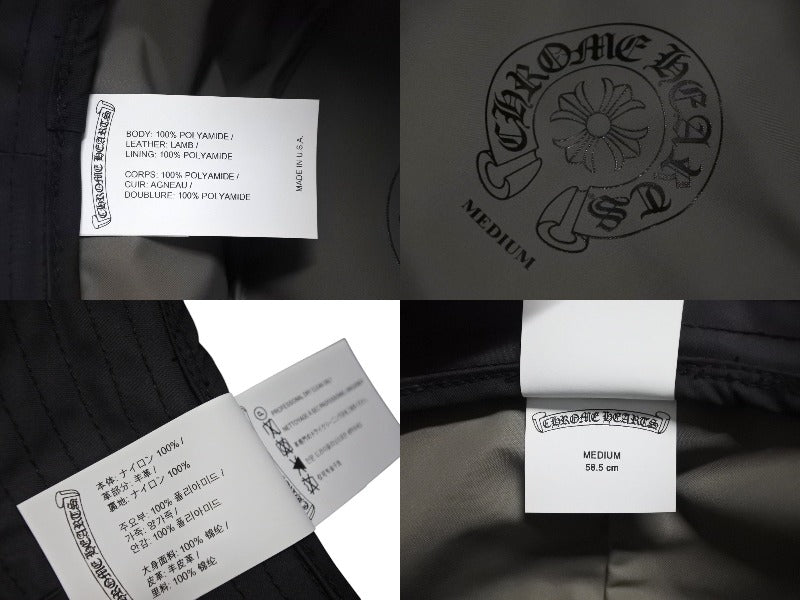 CHROME HEARTS
BODY: 100% POLYAMIDE /
LEATHER: LAMB /
LINING: 100% POLYAMIDE
CORPS: 100% POLYAMIDE /
CUIR: AGNEAU /
DOUBLURE: 100% POLYAMIDE
MADE IN U.S.A.
CHROME HEARTS
MEDIUM
CHROME HEARTS
本体: ナイロン 100% /
革部分: 羊革 /
裏地: ナイロン 100%
주요부: 100% 폴리아미드 /
가죽: 양가죽 /
안감: 100% 폴리아미드
大身面料: 100% 锦纶 /
皮革: 羊皮革 /
里料: 100% 锦纶
PROFESSIONAL DRY CLEAN ONLY
NETTOYAGE A SEC PROFESSIONNEL
CHROME HEARTS
MEDIUM
58.5 cm